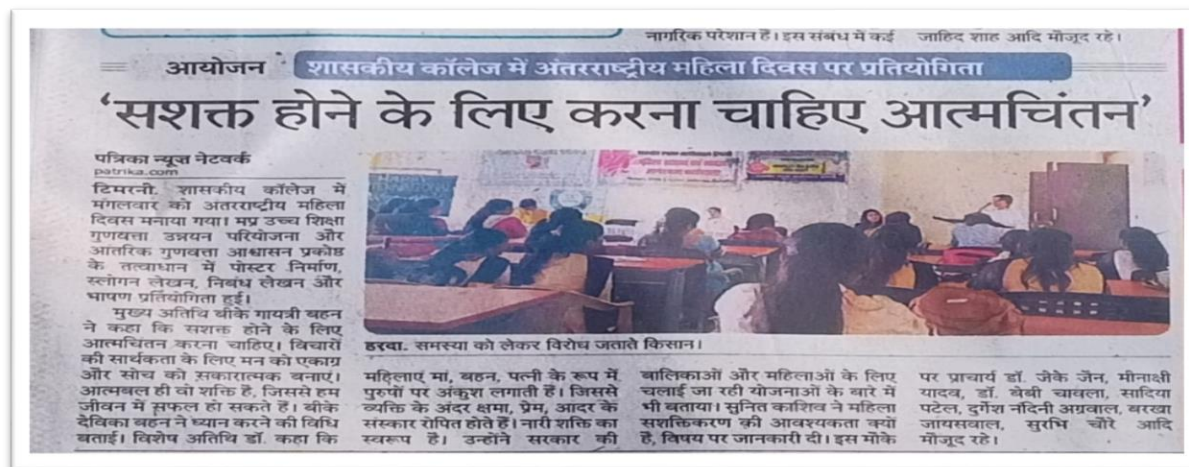 नागरिक परेशान है। इस संबंध में कई
जाहिद शाह आदि मौजूद रहे।
आयोजन
शासकीय कॉलेज में अंतरराष्ट्रीय महिला दिवस पर प्रतियोगिता
'सशक्त होने के लिए करना चाहिए आत्मचिंतन'
पत्रिका न्यूज नेटवर्क
patrika.com
टिमरनी. शासकीय कॉलेज में
मंगलवार को अंतरराष्ट्रीय महिला
दिवस मनाया गया। मप्र उच्च शिक्षा
गुणवत्ता उन्नयन परियोजना और
आंतरिक गुणवत्ता आश्वासन प्रकोष्ठ
के तत्वाधान में पोस्टर निर्माण,
स्लोगन लेखन, निबंध लेखन और
भाषण प्रतियोगिता हुई।
मुख्य अतिथि बीके गायत्री बहन
ने कहा कि सशक्त होने के लिए
आत्मचिंतन करना चाहिए। विचारों
की सार्थकता के लिए मन को एकाग्र
और सोच को सकारात्मक बनाएं।
आत्मबल ही वो शक्ति है, जिससे हम
जीवन में सफल हो सकते हैं। बीके
देविका बहन ने ध्यान करने की विधि
बताई। विशेष अतिथि डॉ. कहा कि
हरदा. समस्या को लेकर विरोध जताते किसान।
महिलाएं मां, बहन, पत्नी के रूप में
पुरुषों पर अंकुश लगाती है। जिससे
व्यक्ति के अंदर क्षमा, प्रेम, आदर के
संस्कार रोपित होते हैं। नारी शक्ति का
स्वरूप है। उन्होंने सरकार की
बालिकाओं और महिलाओं के लिए
चलाई जा रही योजनाओं के बारे में
भी बताया। सुनित काशिव ने महिला
सशक्तिकरण की आवश्यकता क्यों
है, विषय पर जानकारी दी। इस मौके
पर प्राचार्य डॉ. जेके जैन, मीनाक्षी
यादव, डॉ. बेबी चावला, सादिया
पटेल, दुर्गेश नंदिनी अग्रवाल, बरखा
जायसवाल, सुरभि चौरे आदि
मौजूद रहे।